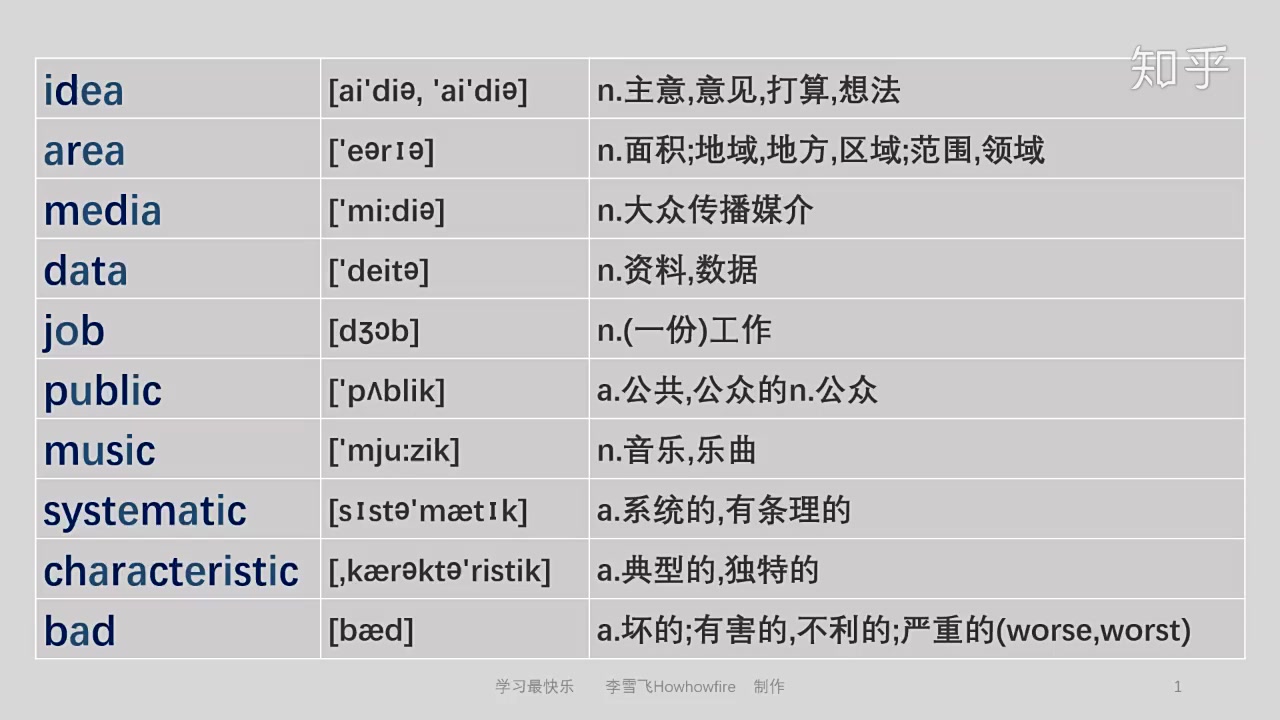 知乎
idea [ai'diə, 'ai'diə] n.主意,意见,打算,想法
area ['eərɪə] n.面积;地域,地方,区域;范围,领域
media ['mi:diə] n.大众传播媒介
data ['deitə] n.资料,数据
job [dʒɔb] n.(一份)工作
public ['pʌblik] a.公共,公众的n.公众
music ['mju:zik] n.音乐,乐曲
systematic [sɪstə'mætɪk] a.系统的,有条理的
characteristic [,kærəktə'ristik] a.典型的,独特的
bad [bæd] a.坏的;有害的,不利的;严重的(worse,worst)
学习最快乐 李雪飞Howhowfire 制作 1